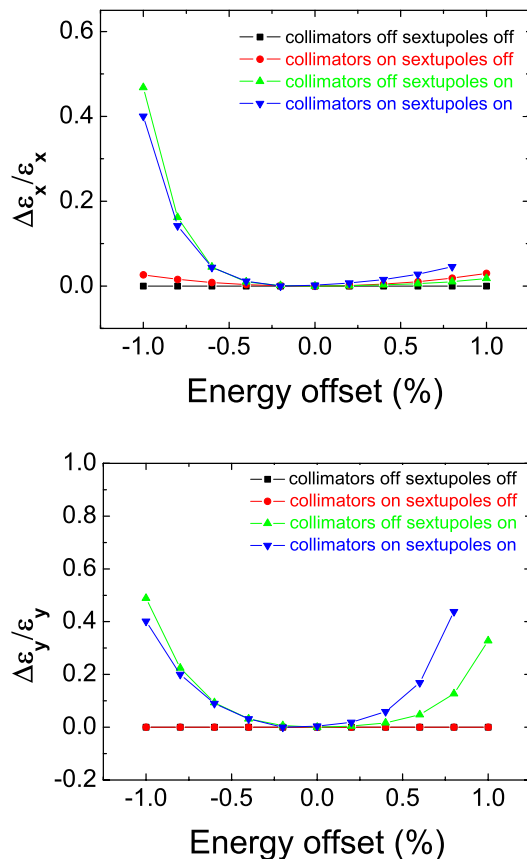 0.6
collimators off sextupoles off
collimators on sextupoles off
collimators off sextupoles on
0.4
collimators on sextupoles on
Δεx/εx
0.2
0.0
-1.0 -0.5 0.0 0.5 1.0
Energy offset (%)
1.0
collimators off sextupoles off
collimators on sextupoles off
0.8
collimators off sextupoles on
collimators on sextupoles on
0.6
Δεy/εy
0.4
0.2
0.0
-0.2
-1.0 -0.5 0.0 0.5 1.0
Energy offset (%)